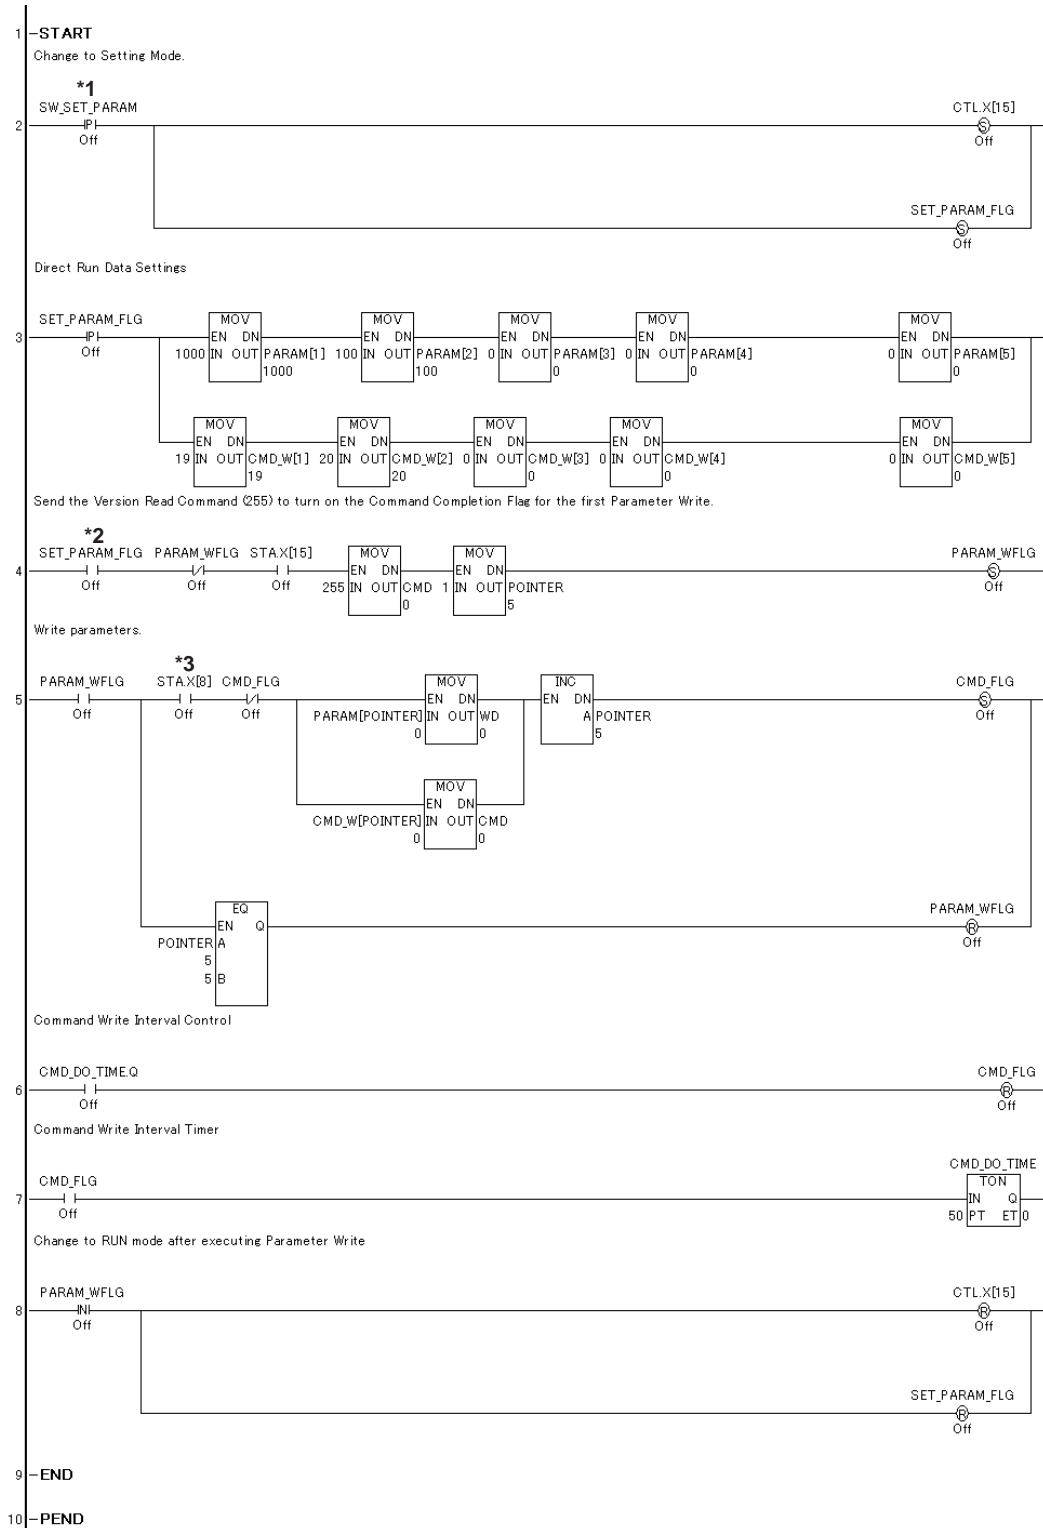 1 START
Change to Setting Mode.
*1
SW_SET_PARAM CTL.X[15]
2 P S
Off Off
SET_PARAM_FLG
S
Off
Direct Run Data Settings
SET_PARAM_FLG MOV MOV MOV MOV MOV
EN DN EN DN EN DN EN DN EN DN
3 P
Off 1000 IN OUT PARAM[1] 100 IN OUT PARAM[2] 0 IN OUT PARAM[3] 0 IN OUT PARAM[4] 0 IN OUT PARAM[5]
1000 100 0 0 0
MOV MOV MOV MOV MOV
EN DN EN DN EN DN EN DN EN DN
19 IN OUT CMD_W[1] 20 IN OUT CMD_W[2] 0 IN OUT CMD_W[3] 0 IN OUT CMD_W[4] 0 IN OUT CMD_W[5]
19 20 0 0 0
Send the Version Read Command (255) to turn on the Command Completion Flag for the first Parameter Write.
*2
SET_PARAM_FLG PARAM_WFLG STA.X[15] MOV MOV PARAM_WFLG
4 EN DN EN DN S
Off Off Off 255 IN OUT CMD 1 IN OUT POINTER Off
0 5
Write parameters.
*3
PARAM_WFLG STA.X[8] CMD_FLG MOV INC CMD_FLG
5 EN DN EN DN S
Off Off Off PARAM[POINTER] IN OUT WD A POINTER Off
0 0 5
MOV
EN DN
CMD_W[POINTER] IN OUT CMD
0 0
EQ PARAM_WFLG
EN Q R
POINTER A Off
5
5 B
Command Write Interval Control
CMD_DO_TIME.Q CMD_FLG
6 R
Off Off
Command Write Interval Timer
CMD_DO_TIME
CMD_FLG TON
7 IN Q
Off 50 PT ET 0
Change to RUN mode after executing Parameter Write
PARAM_WFLG CTL.X[15]
8 N R
Off Off
SET_PARAM_FLG
R
Off
9 END
10 PEND